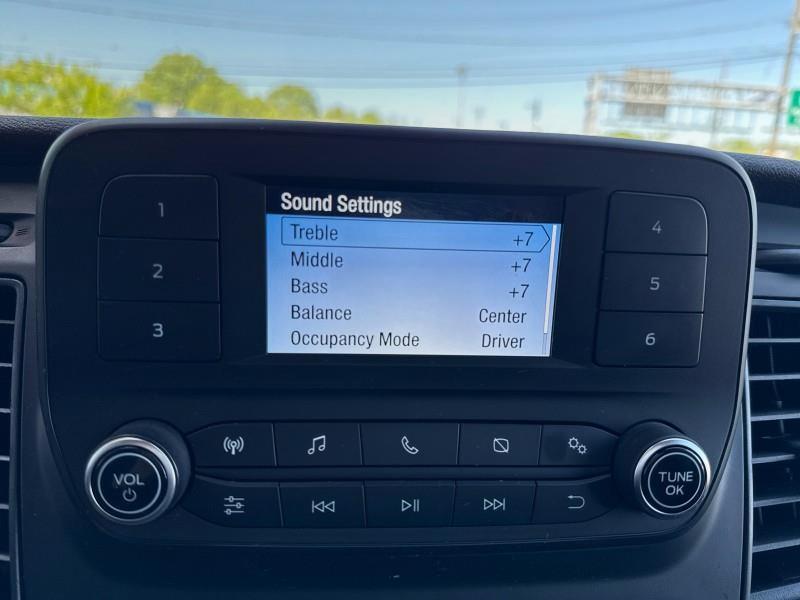 Sound Settings
Treble +7
Middle +7
Bass +7
Balance Center
Occupancy Mode Driver
1
2
3
4
5
6
VOL
TUNE
OK